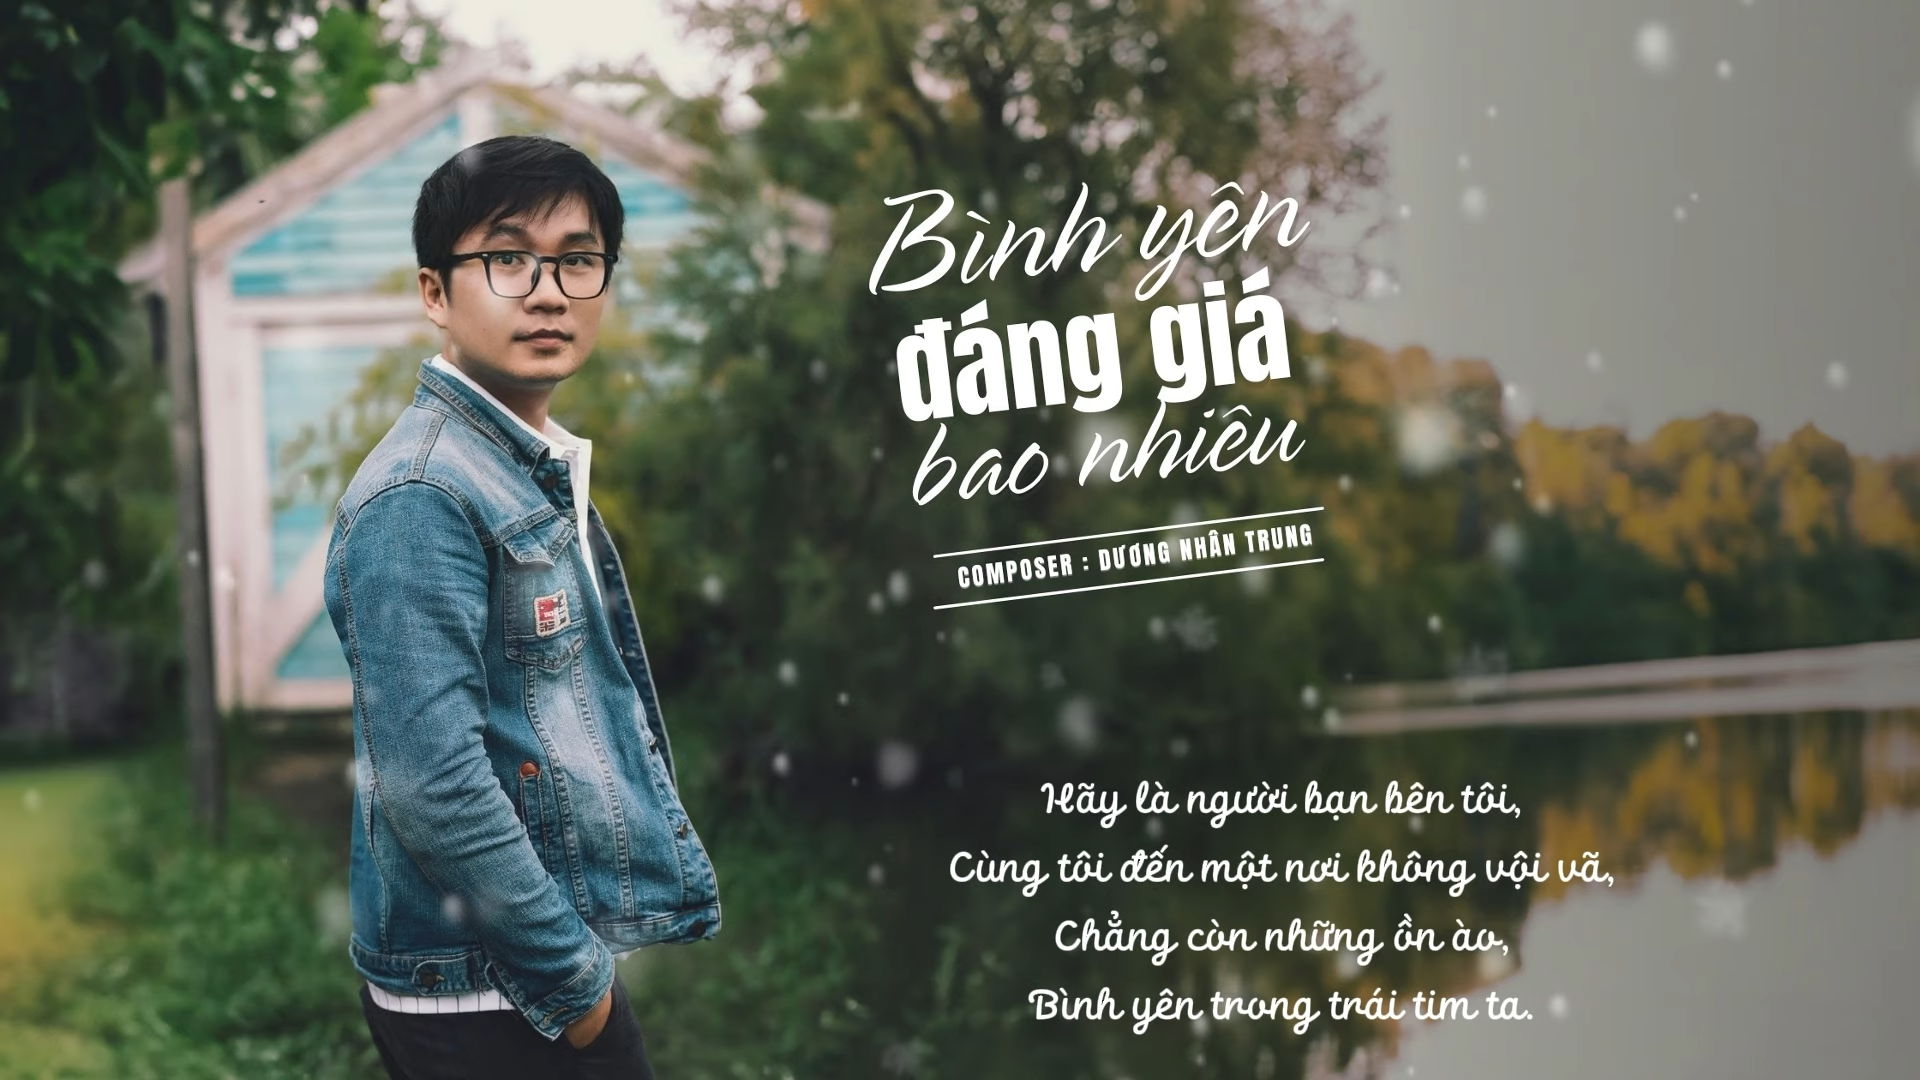 Bình yên
đáng giá
bao nhiêu
COMPOSER : DƯƠNG NHÂN TRUNG
Hãy là người bạn bên tôi,
Cùng tôi đến một nơi không vội vã,
Chẳng còn những ồn ào,
Bình yên trong trái tim ta.